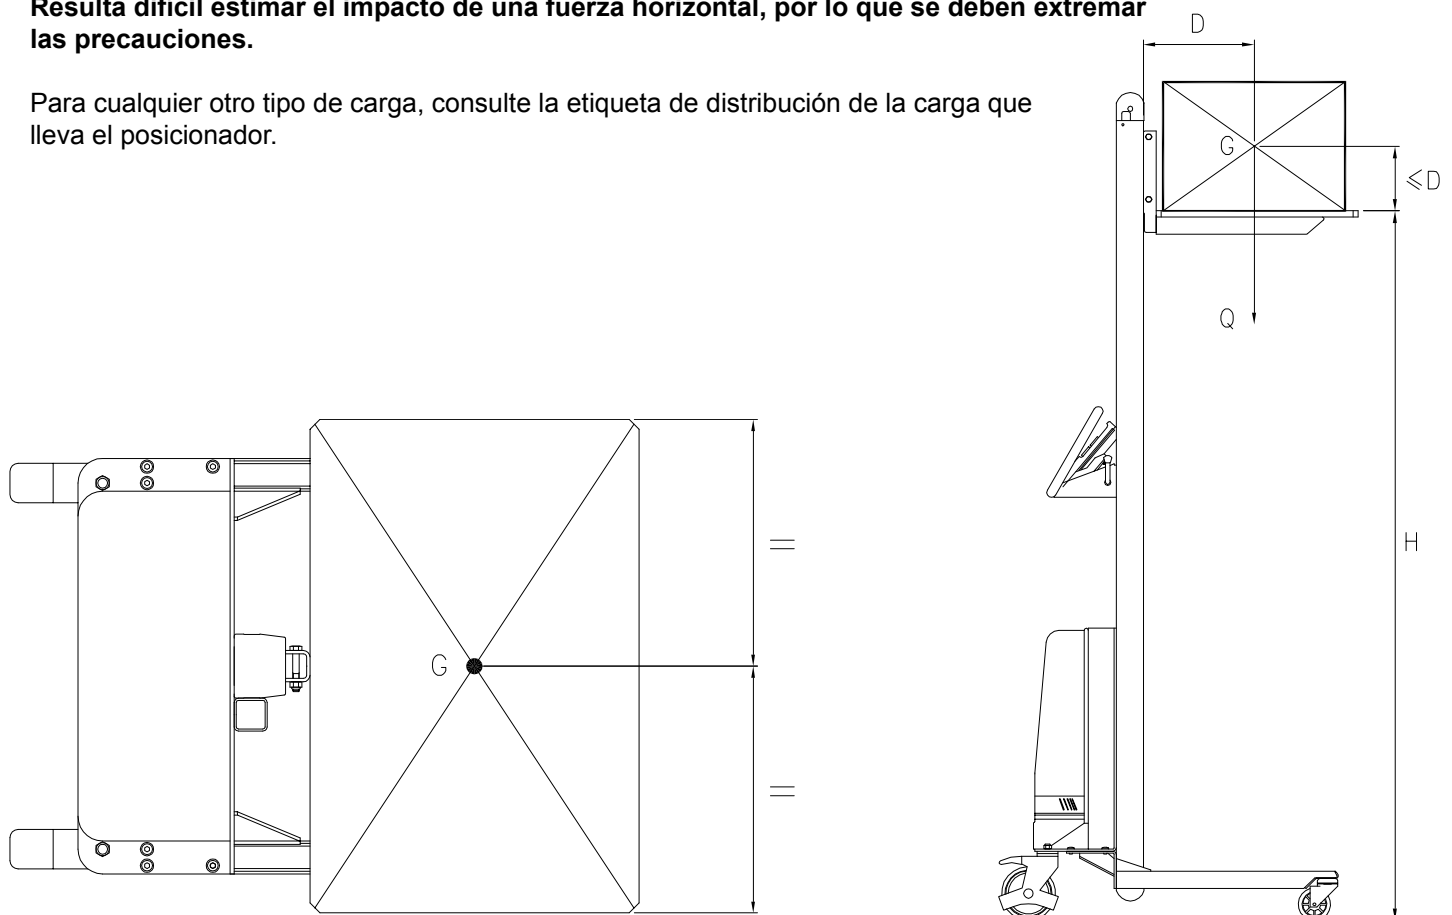 Resulta difícil estimar el impacto de una fuerza horizontal, por lo que se deben extremar
las precauciones.
Para cualquier otro tipo de carga, consulte la etiqueta de distribución de la carga que
lleva el posicionador.
D
G
≤D
Q
H
=
G
=